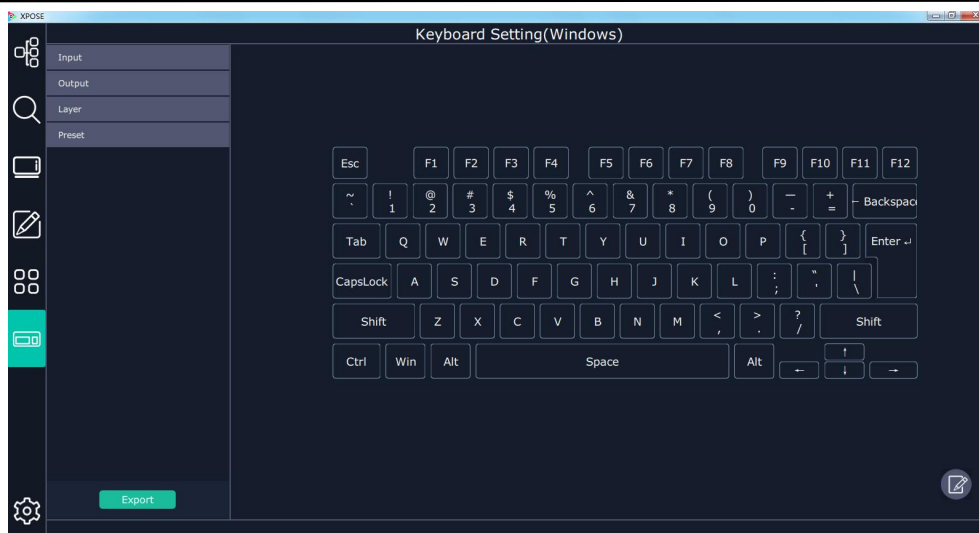 XPOSE
Keyboard Setting(Windows)
Input
Output
Layer
Preset
Esc F1 F2 F3 F4 F5 F6 F7 F8 F9 F10 F11 F12
~ ! @ # $ % ^ & * ( ) — +
` 1 2 3 4 5 6 7 8 9 0 - = ← Backspace
Tab Q W E R T Y U I O P { } Enter ↵
[ ]
CapsLock A S D F G H J K L : " |
; ' \
Shift Z X C V B N M < > ? Shift
, . /
Ctrl Win Alt Space Alt ↑
← ↓ →
Export